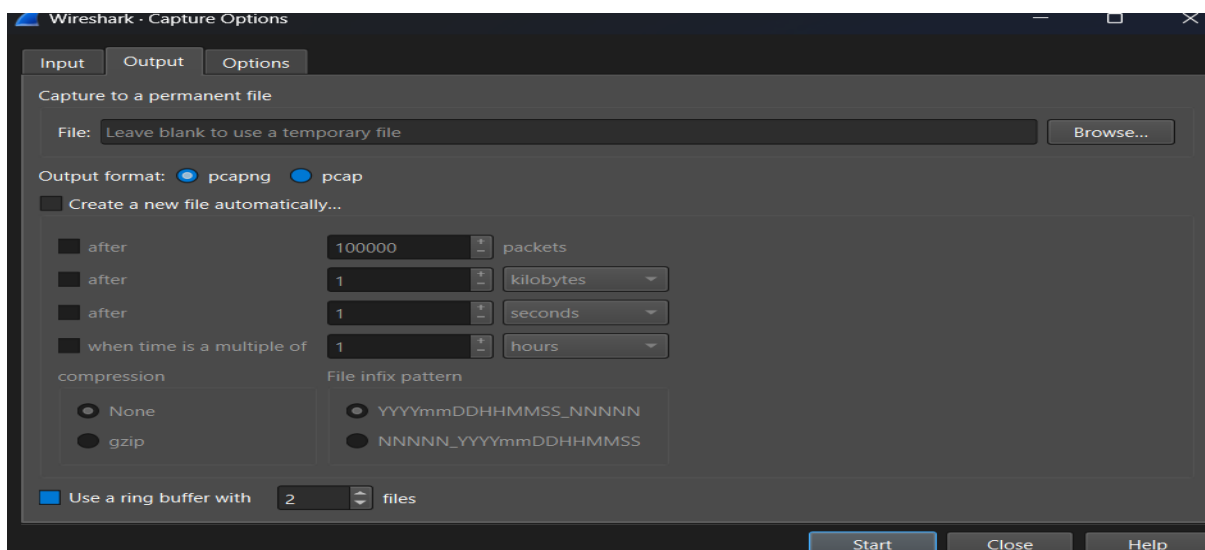 Wireshark · Capture Options
Input Output Options
Capture to a permanent file
File: Leave blank to use a temporary file Browse...
Output format: pcapng pcap
Create a new file automatically...
after 100000 packets
after 1 kilobytes
after 1 seconds
when time is a multiple of 1 hours
compression File infix pattern
None YYYYmmDDHHMMSS_NNNNN
gzip NNNNN_YYYYmmDDHHMMSS
Use a ring buffer with 2 files
Start Close Help